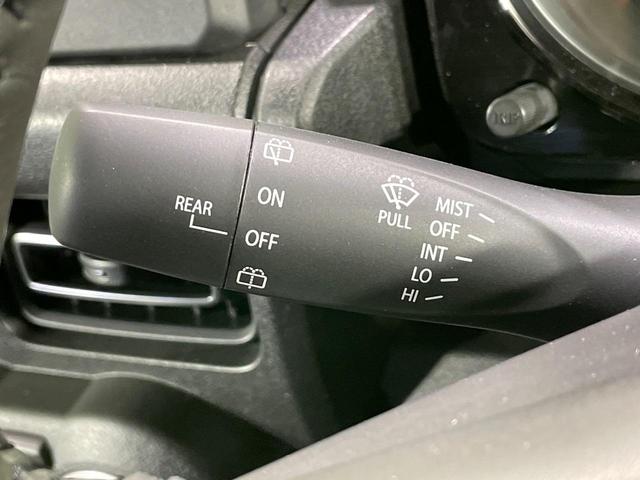 REAR
ON
OFF
PULL
MIST
OFF
INT
LO
HI